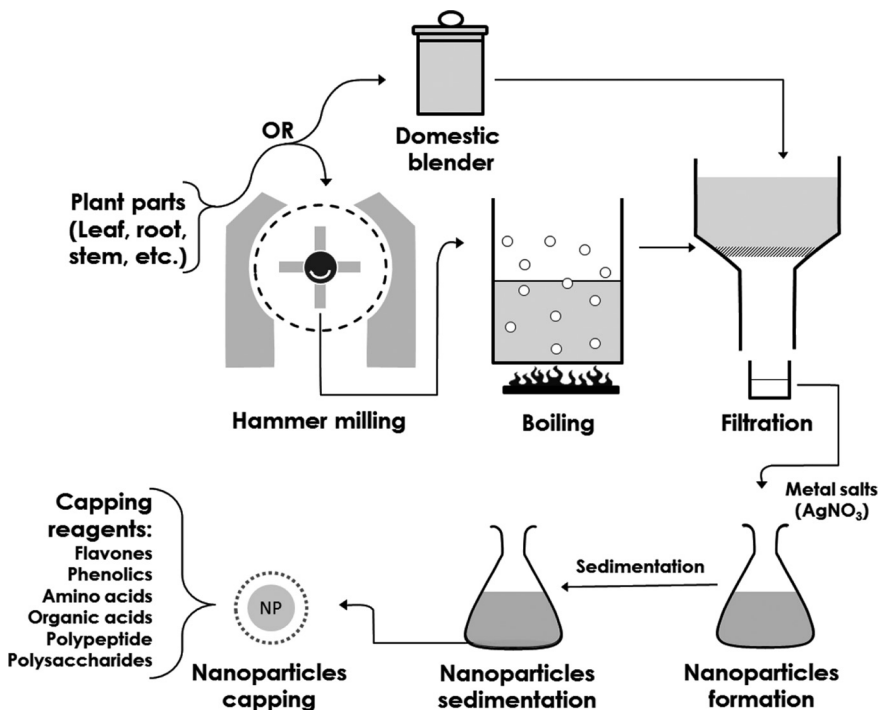 Domestic
blender
OR
Plant parts
(Leaf, root,
stem, etc.)
Hammer milling
Boiling
Filtration
Metal salts
(AgNO₃)
Nanoparticles
formation
Sedimentation
Nanoparticles
sedimentation
NP
Nanoparticles
capping
Capping
reagents:
Flavones
Phenolics
Amino acids
Organic acids
Polypeptide
Polysaccharides